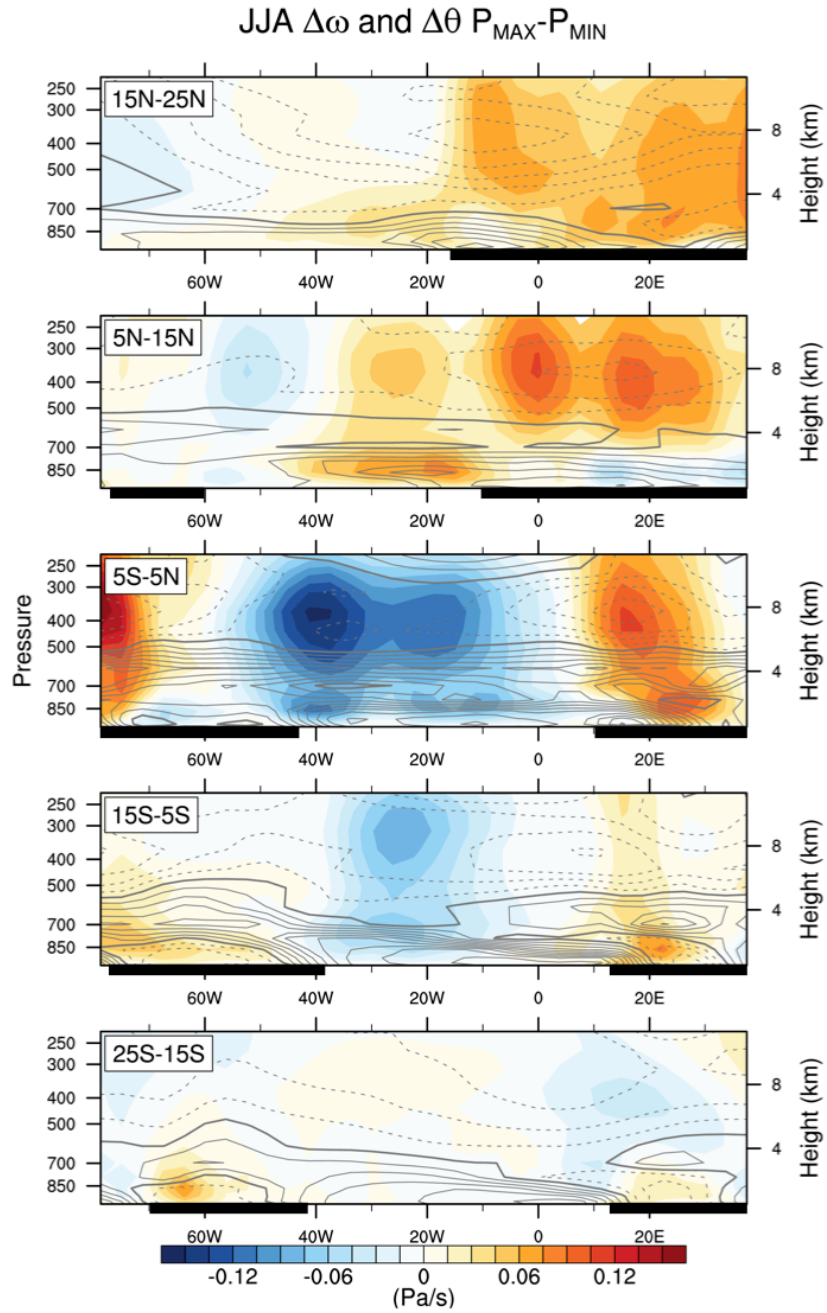 JJA Δω and Δθ P_MAX-P_MIN
15N-25N
250
300
400
500
700
850
8
4
Height (km)
60W 40W 20W 0 20E
5N-15N
250
300
400
500
700
850
8
4
Height (km)
60W 40W 20W 0 20E
5S-5N
250
300
400
500
700
850
Pressure
8
4
Height (km)
60W 40W 20W 0 20E
15S-5S
250
300
400
500
700
850
8
4
Height (km)
60W 40W 20W 0 20E
25S-15S
250
300
400
500
700
850
8
4
Height (km)
60W 40W 20W 0 20E
-0.12 -0.06 0 0.06 0.12
(Pa/s)